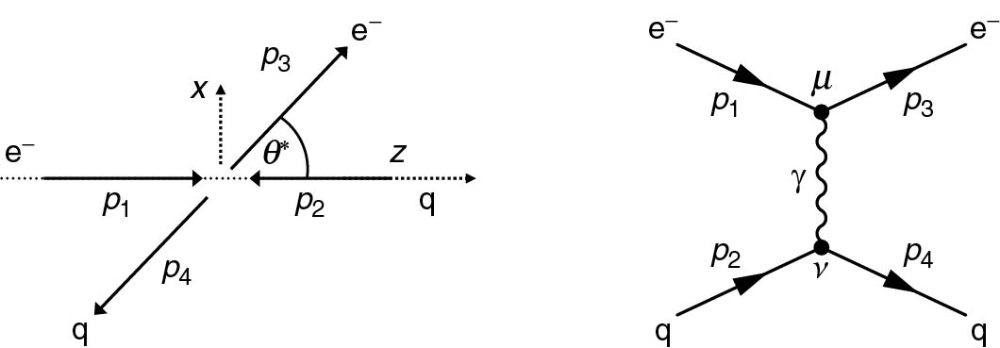 e⁻
p₃
x
e⁻
θ*
z
p₁
p₂
q
p₄
q
e⁻
e⁻
μ
p₁
p₃
γ
p₂
p₄
ν
q
q